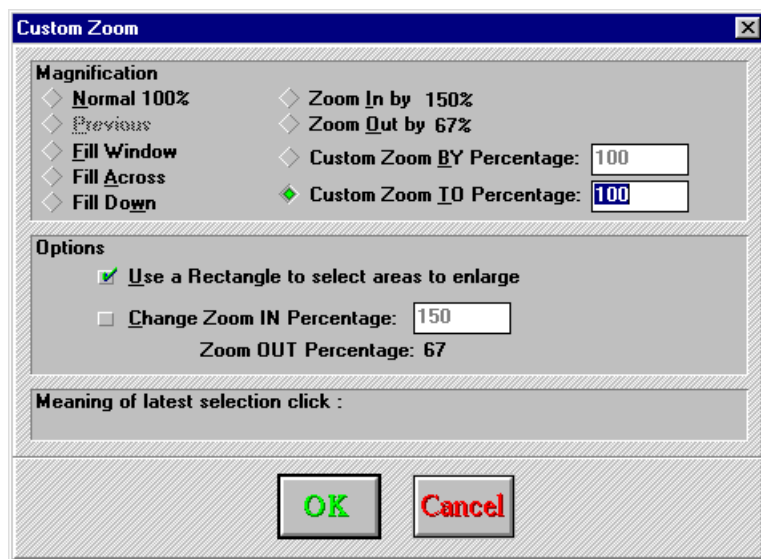 Custom Zoom
Magnification
Normal 100%
Previous
Fill Window
Fill Across
Fill Down
Zoom In by 150%
Zoom Out by 67%
Custom Zoom BY Percentage: 100
Custom Zoom TO Percentage: 100
Options
Use a Rectangle to select areas to enlarge
Change Zoom IN Percentage: 150
Zoom OUT Percentage: 67
Meaning of latest selection click :
OK Cancel